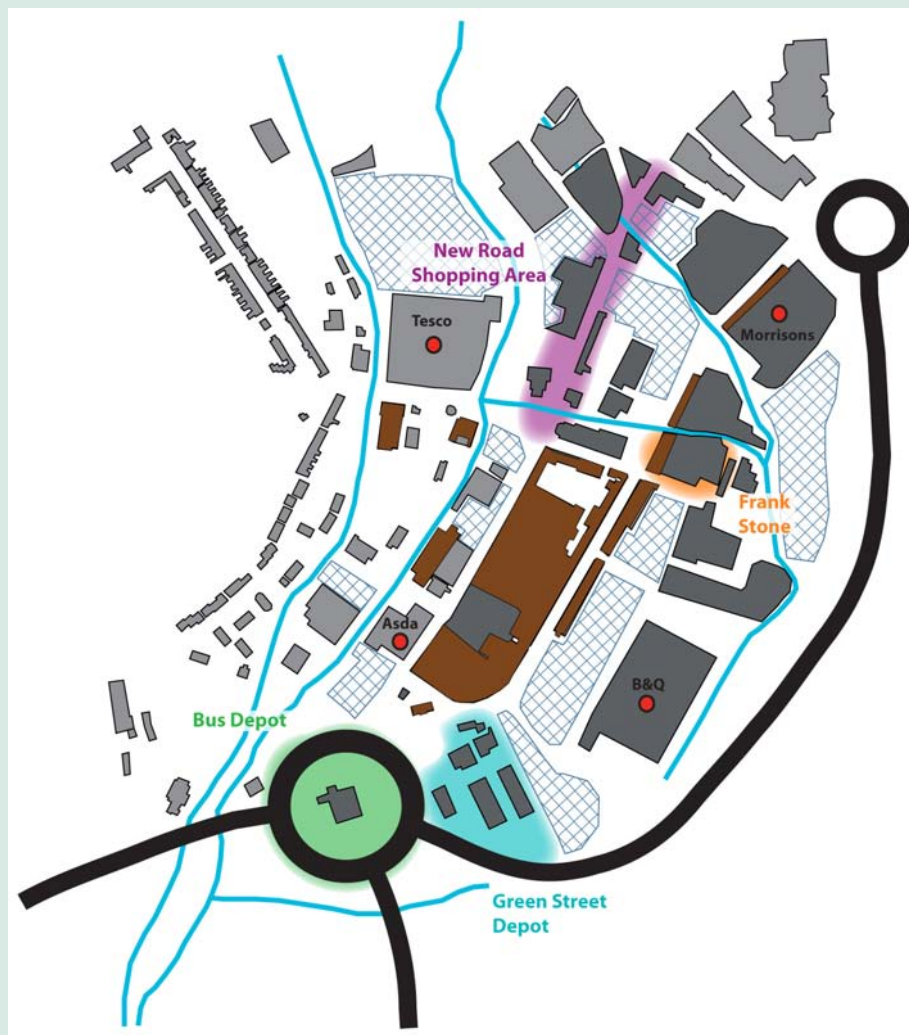 New Road
Shopping Area
Tesco
Morrisons
Frank
Stone
Asda
B&Q
Bus Depot
Green Street
Depot